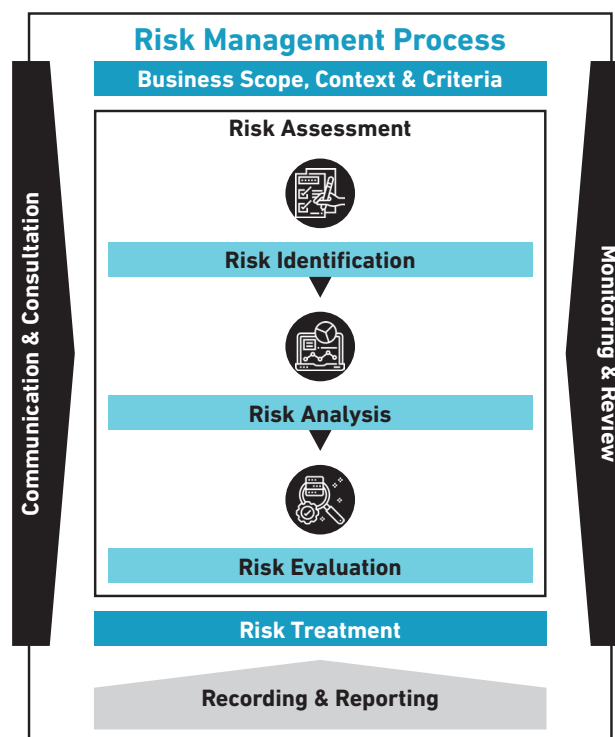 Risk Management Process
Business Scope, Context & Criteria
Risk Assessment
Risk Identification
Risk Analysis
Risk Evaluation
Risk Treatment
Recording & Reporting
Communication & Consultation
Monitoring & Review